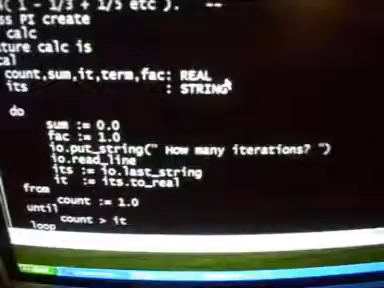 ( 1 - 1/3 + 1/5 etc ).    --
ss PI create
calc
ture calc is
cal
count,sum,it,term,fac: REAL
its : STRING
do
sum := 0.0
fac := 1.0
io.put_string(" How many iterations? ")
io.read_line
its := io.last_string
it := its.to_real
from
count := 1.0
until
count > it
loop